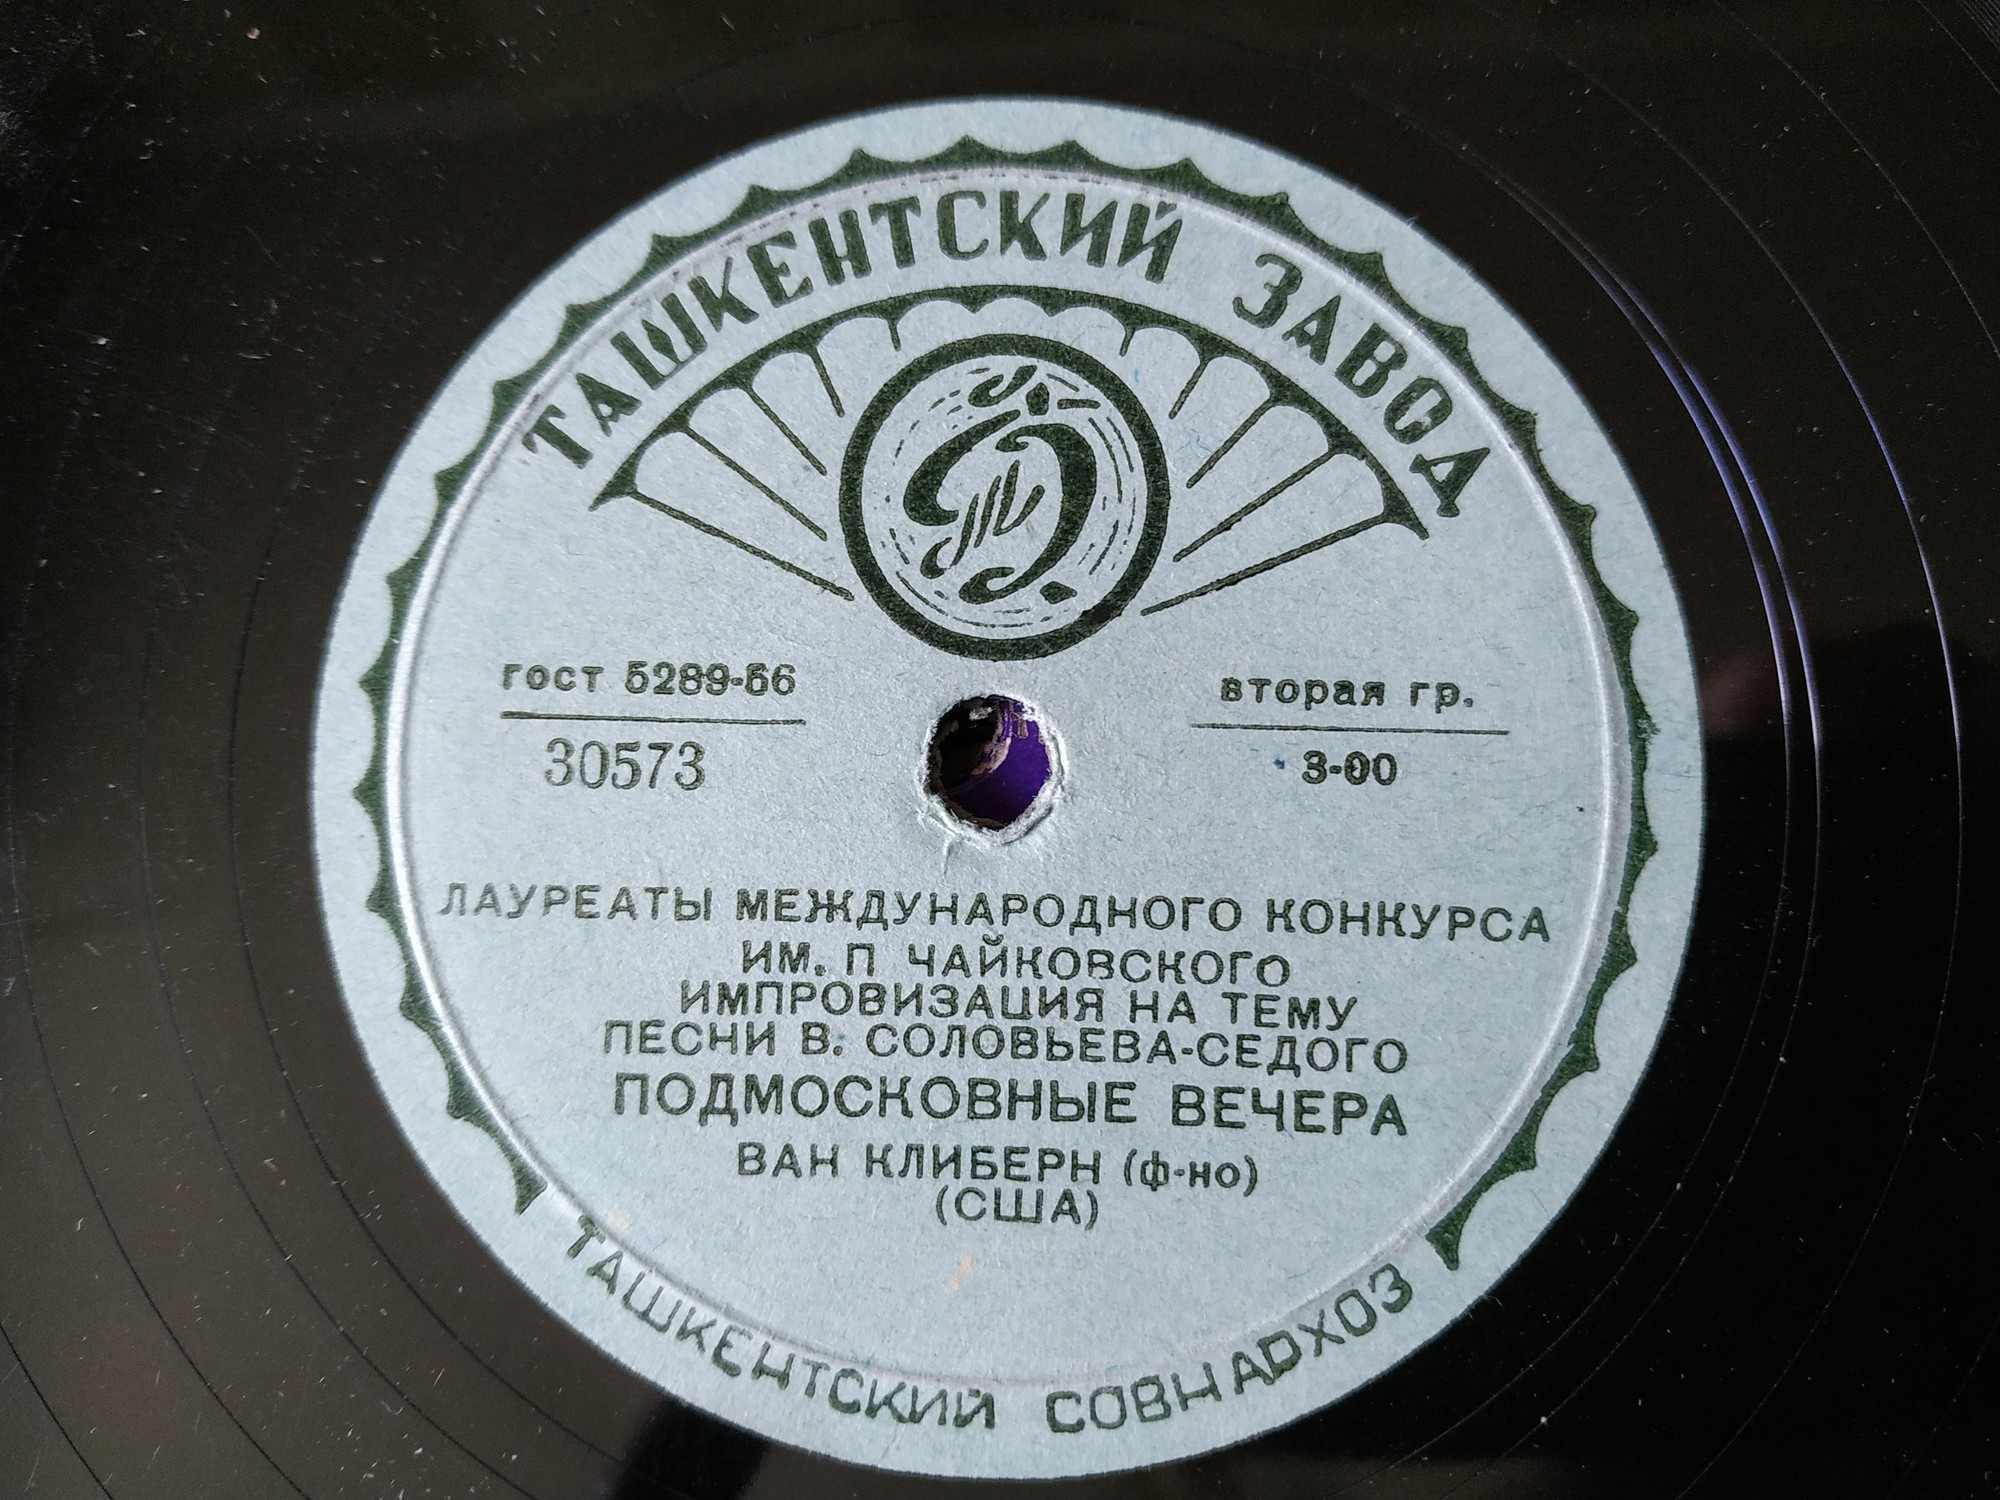 ТАШКЕНТСКИЙ ЗАВОД
гост 5289-56
вторая гр.
30573
3-00
ЛАУРЕАТЫ МЕЖДУНАРОДНОГО КОНКУРСА
ИМ. П ЧАЙКОВСКОГО
ИМПРОВИЗАЦИЯ НА ТЕМУ
ПЕСНИ В. СОЛОВЬЕВА-СЕДОГО
ПОДМОСКОВНЫЕ ВЕЧЕРА
ВАН КЛИБЕРН (ф-но)
(США)
ТАШКЕНТСКИЙ СОВНАРХОЗ